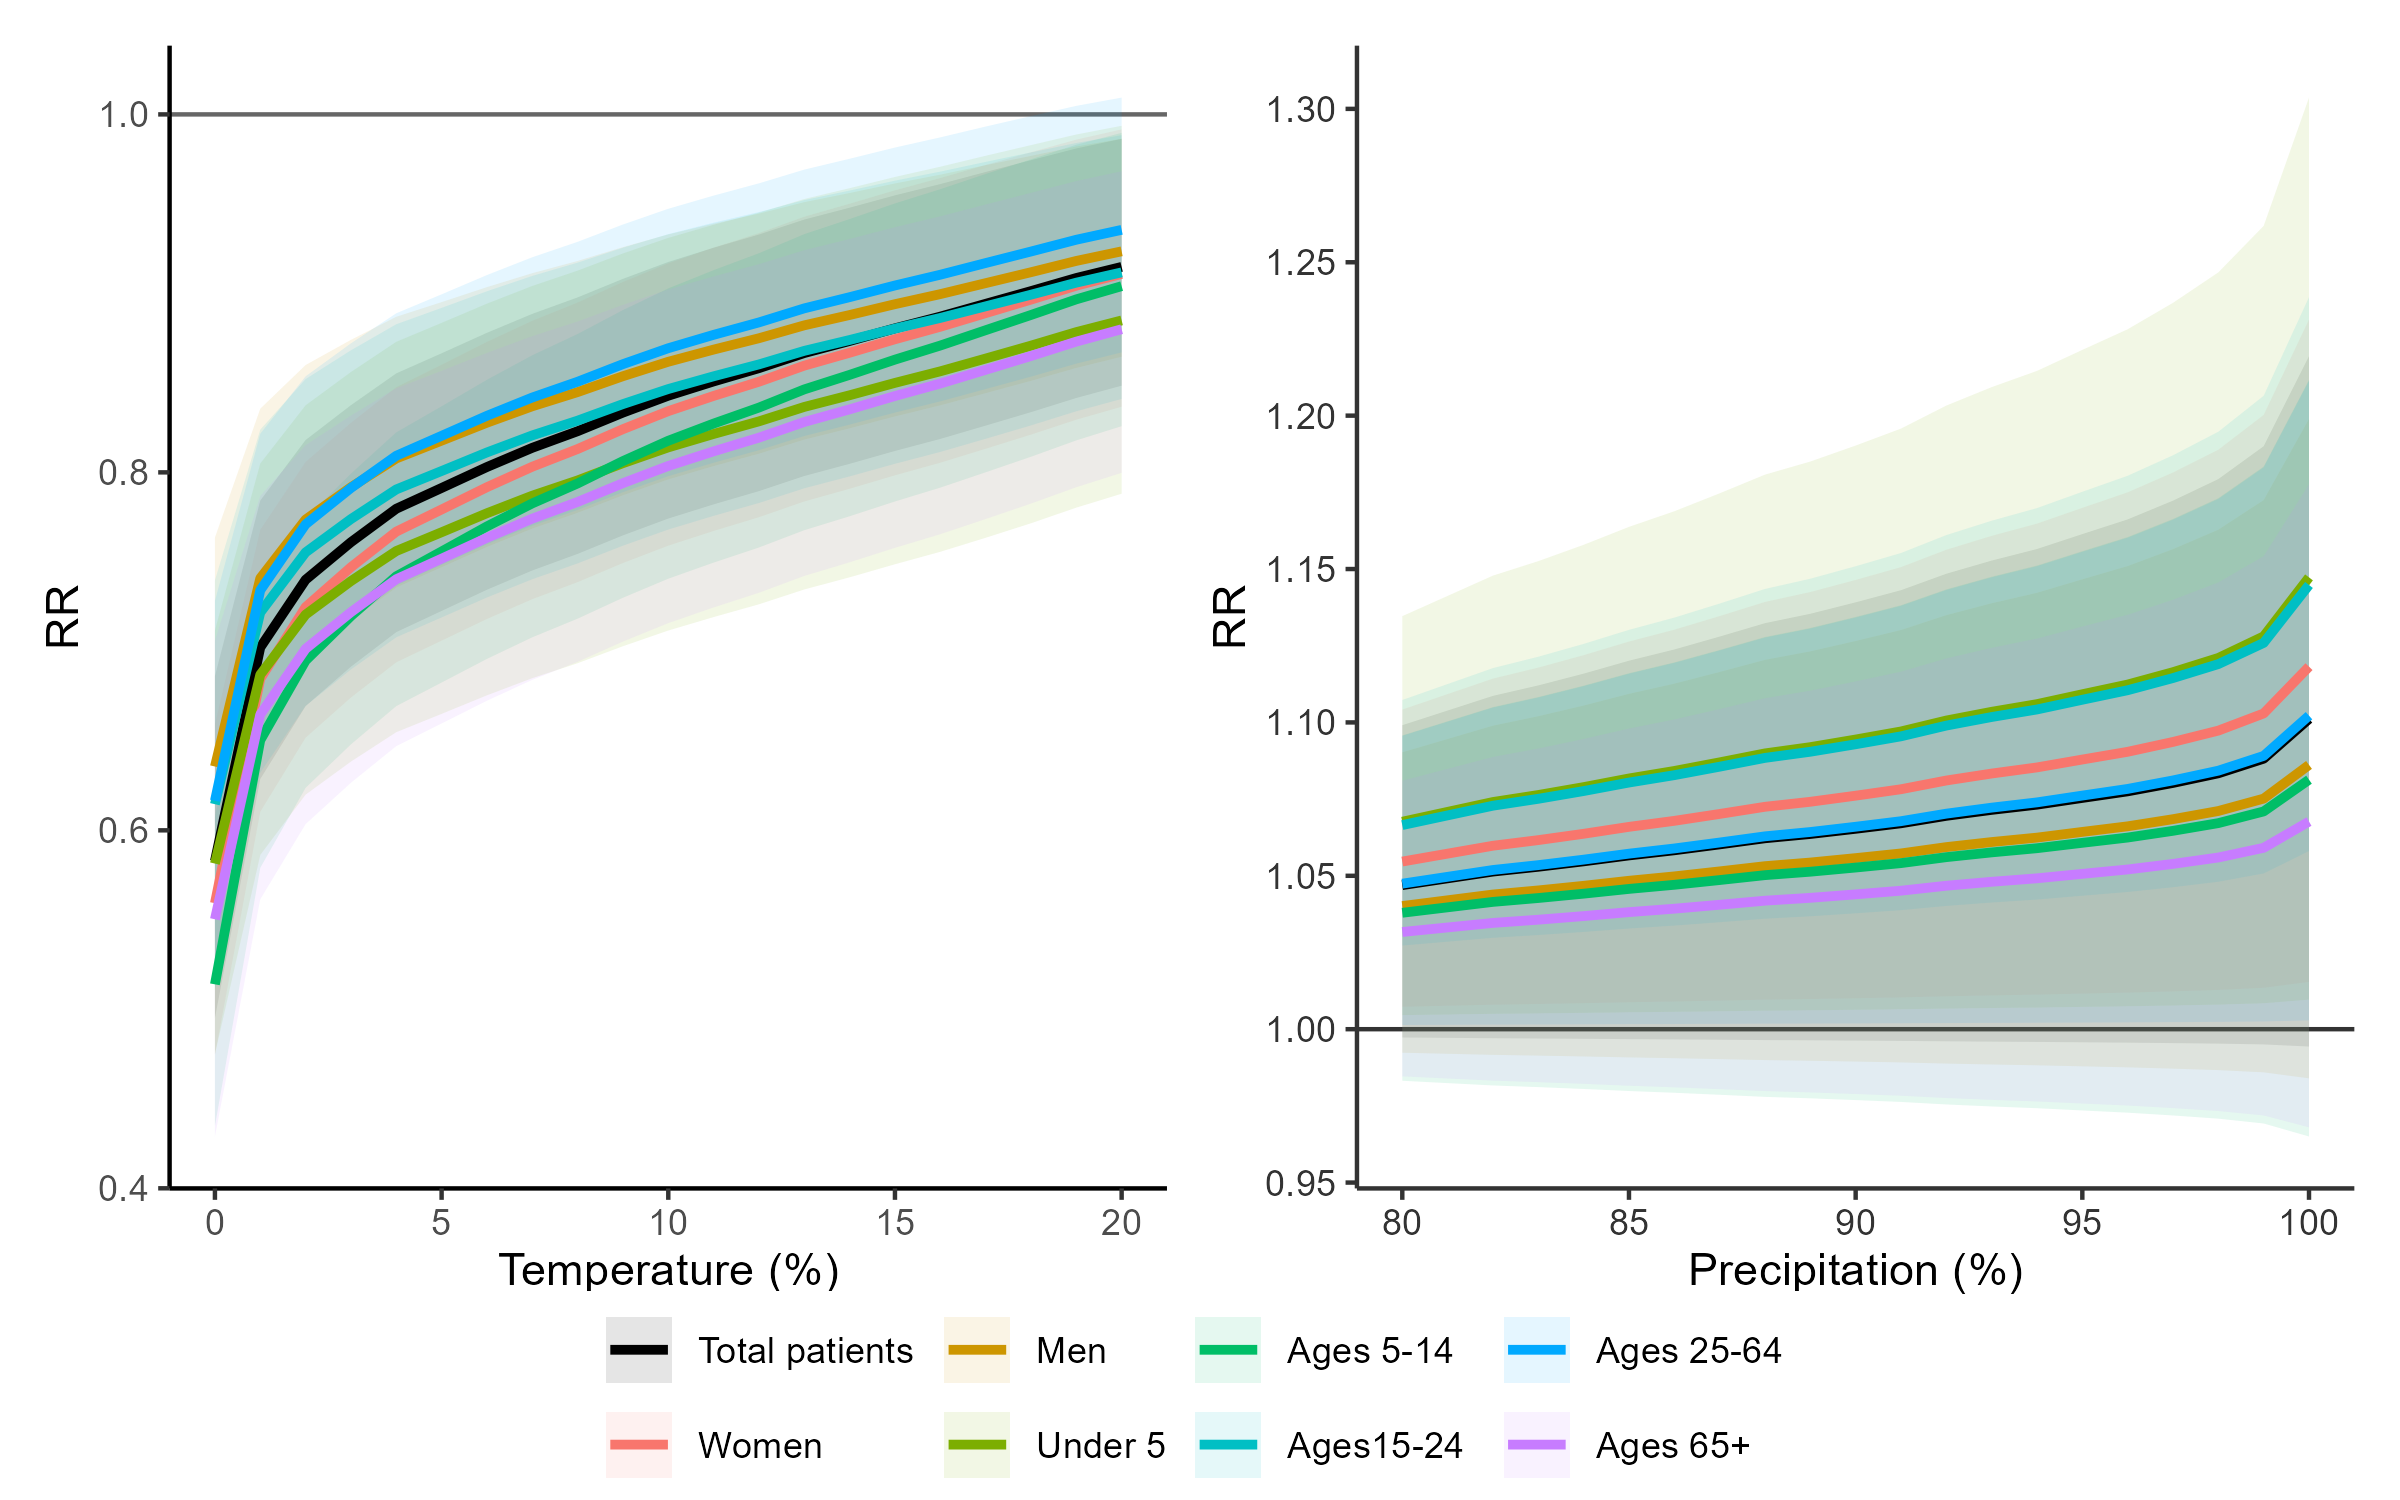 1.0
0.8
0.6
0.4
RR
0 5 10 15 20
Temperature (%)
1.30
1.25
1.20
1.15
1.10
1.05
1.00
0.95
RR
80 85 90 95 100
Precipitation (%)
Total patients Men Ages 5-14 Ages 25-64
Women Under 5 Ages15-24 Ages 65+